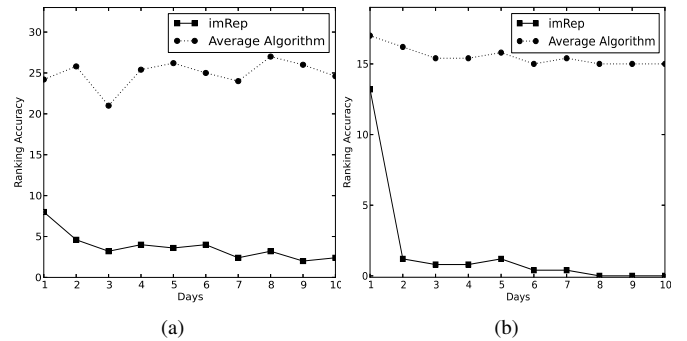 imRep
Average Algorithm
Ranking Accuracy
30
25
20
15
10
5
0
1 2 3 4 5 6 7 8 9 10
Days
(a)
imRep
Average Algorithm
Ranking Accuracy
15
10
5
0
1 2 3 4 5 6 7 8 9 10
Days
(b)